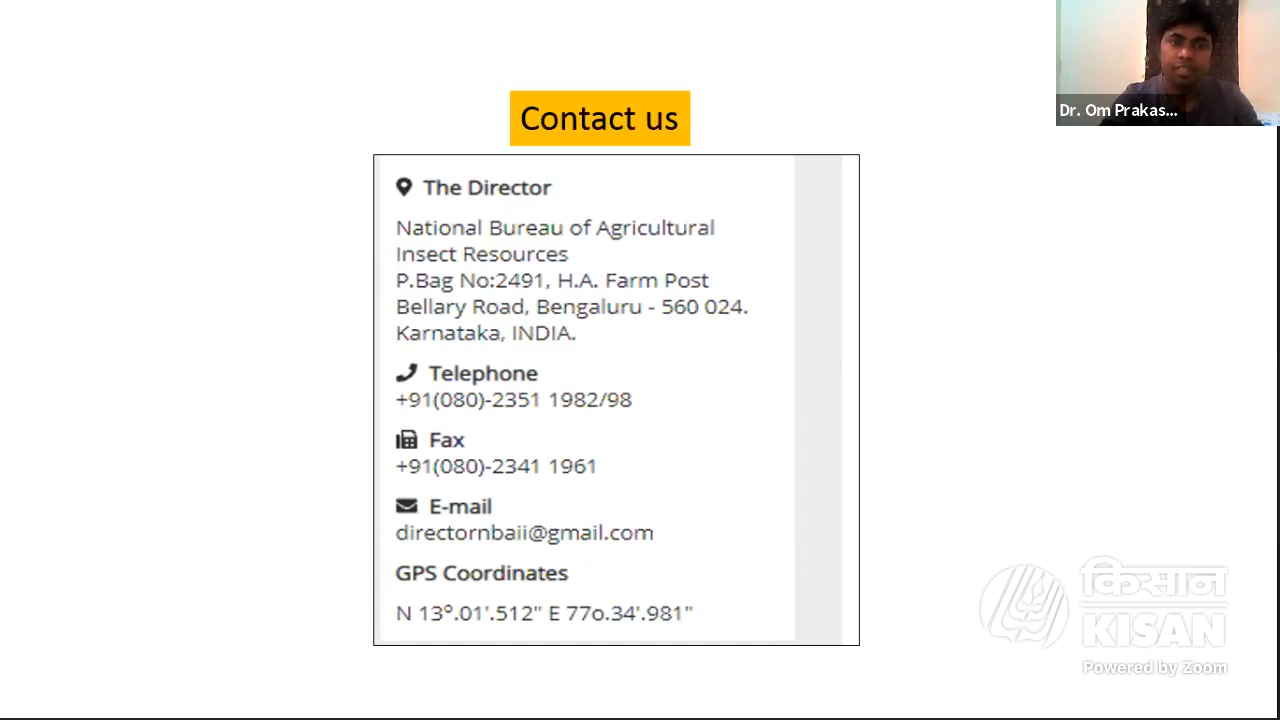 Dr. Om Prakas...
Contact us
The Director
National Bureau of Agricultural
Insect Resources
P.Bag No:2491, H.A. Farm Post
Bellary Road, Bengaluru - 560 024.
Karnataka, INDIA.
Telephone
+91(080)-2351 1982/98
Fax
+91(080)-2341 1961
E-mail
directornbaii@gmail.com
GPS Coordinates
N 13º.01'.512" E 77o.34'.981"
किसान
KISAN
Powered by Zoom